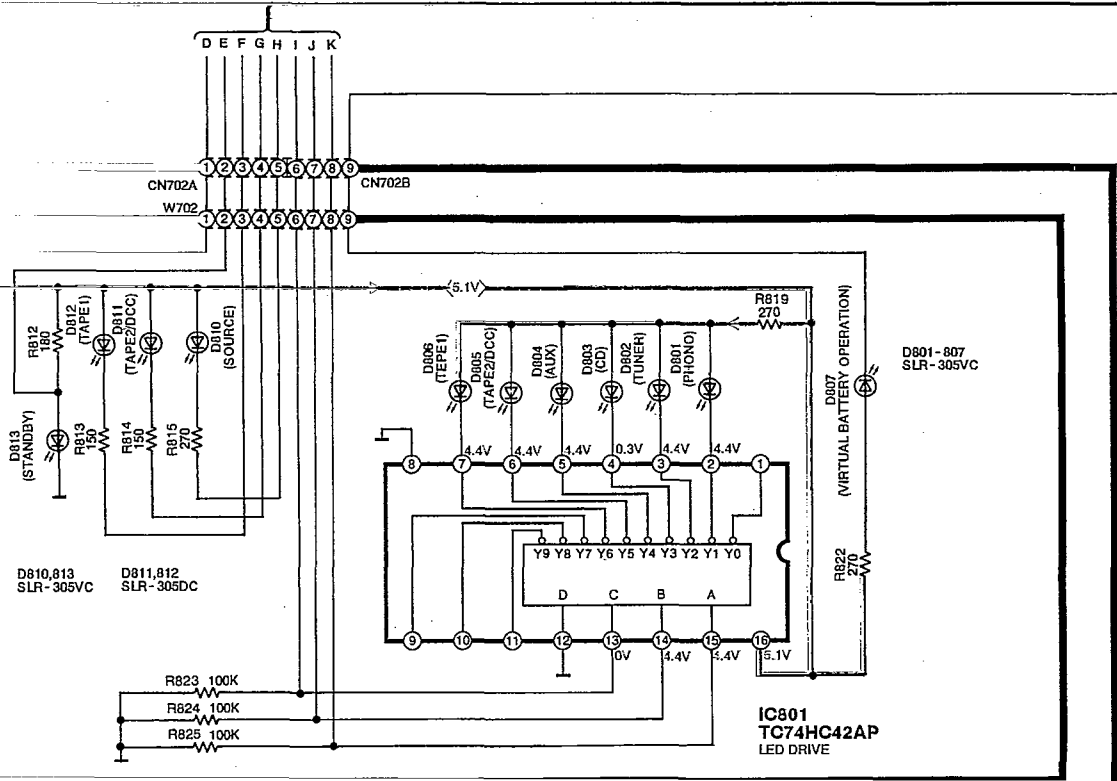 D E F G H I J K
1 2 3 4 5 6 7 8 9
CN702A
CN702B
W702
1 2 3 4 5 6 7 8 9
5.1V
R812
180
D812
(TAPE1)
D811
(TAPE2/DCC)
D810
(SOURCE)
D813
(STANDBY)
R813
150
R814
150
R815
270
D810,813
SLR-305VC
D811,812
SLR-305DC
R819
270
D806
(TEPE1)
D805
(TAPE2/DCC)
D804
(AUX)
D803
(CD)
D802
(TUNER)
D801
(PHONO)
D807
(VIRTUAL BATTERY OPERATION)
D801-807
SLR-305VC
R822
270
4.4V 4.4V 4.4V 0.3V 4.4V 4.4V
8 7 6 5 4 3 2 1
Y9 Y8 Y7 Y6 Y5 Y4 Y3 Y2 Y1 Y0
D C B A
9 10 11 12 13 14 15 16
0V 4.4V 4.4V 5.1V
R823 100K
R824 100K
R825 100K
IC801
TC74HC42AP
LED DRIVE